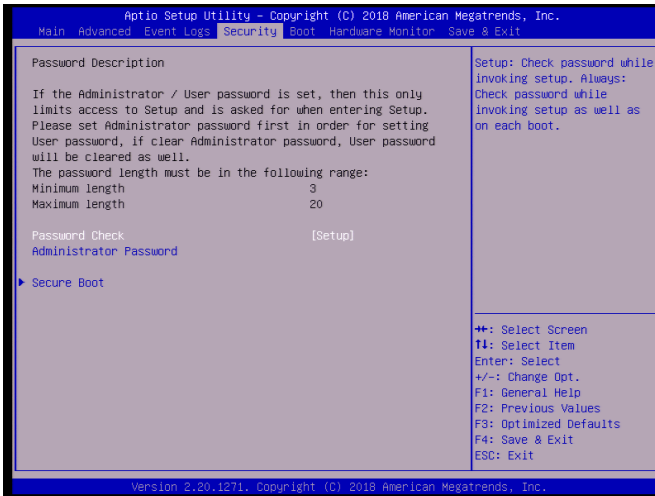 Aptio Setup Utility – Copyright (C) 2018 American Megatrends, Inc.
Main Advanced Event Logs Security Boot Hardware Monitor Save & Exit
Password Description
If the Administrator / User password is set, then this only
limits access to Setup and is asked for when entering Setup.
Please set Administrator password first in order for setting
User password, if clear Administrator password, User password
will be cleared as well.
The password length must be in the following range:
Minimum length 3
Maximum length 20
Password Check [Setup]
Administrator Password
Secure Boot
Setup: Check password while
invoking setup. Always:
Check password while
invoking setup as well as
on each boot.
→←: Select Screen
↑↓: Select Item
Enter: Select
+/-: Change Opt.
F1: General Help
F2: Previous Values
F3: Optimized Defaults
F4: Save & Exit
ESC: Exit
Version 2.20.1271. Copyright (C) 2018 American Megatrends, Inc.